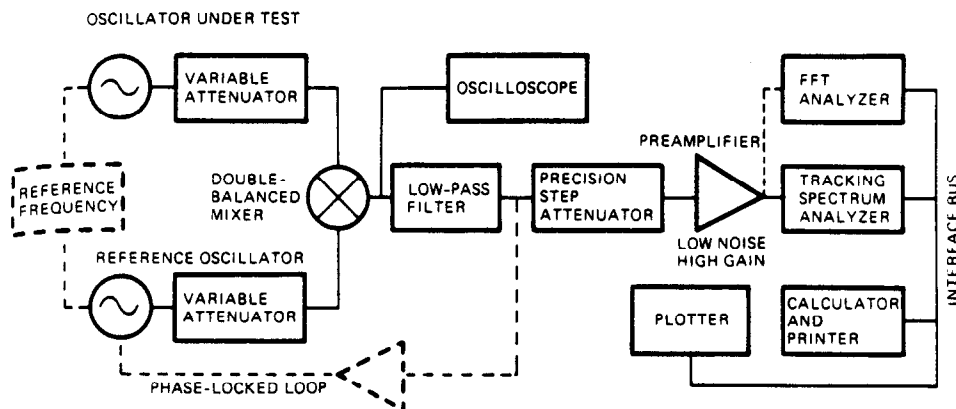 OSCILLATOR UNDER TEST
VARIABLE
ATTENUATOR
OSCILLOSCOPE
FFT
ANALYZER
PREAMPLIFIER
REFERENCE
FREQUENCY
DOUBLE-
BALANCED
MIXER
LOW-PASS
FILTER
PRECISION
STEP
ATTENUATOR
TRACKING
SPECTRUM
ANALYZER
LOW NOISE
HIGH GAIN
INTERFACE BUS
REFERENCE OSCILLATOR
VARIABLE
ATTENUATOR
PLOTTER
CALCULATOR
AND
PRINTER
PHASE-LOCKED LOOP